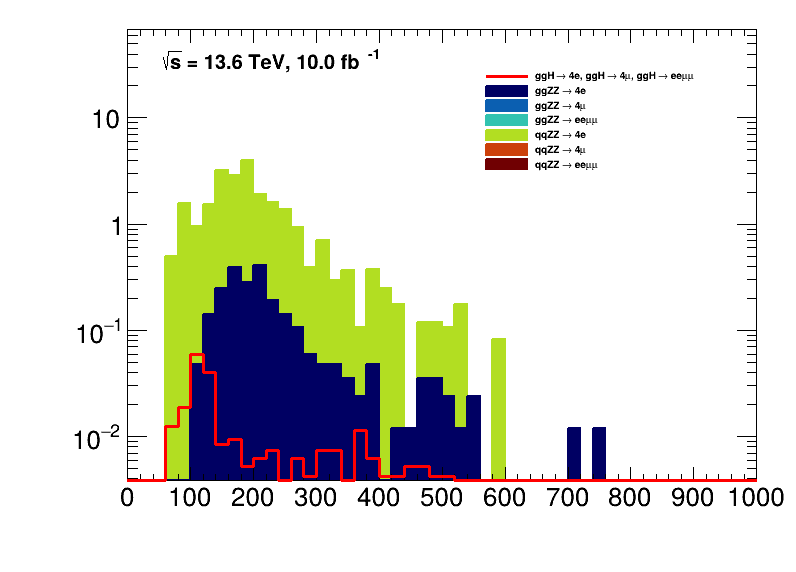 √s = 13.6 TeV, 10.0 fb⁻¹
ggH → 4e, ggH → 4μ, ggH → eeμμ
ggZZ → 4e
ggZZ → 4μ
ggZZ → eeμμ
qqZZ → 4e
qqZZ → 4μ
qqZZ → eeμμ
10
1
10⁻¹
10⁻²
0 100 200 300 400 500 600 700 800 900 1000